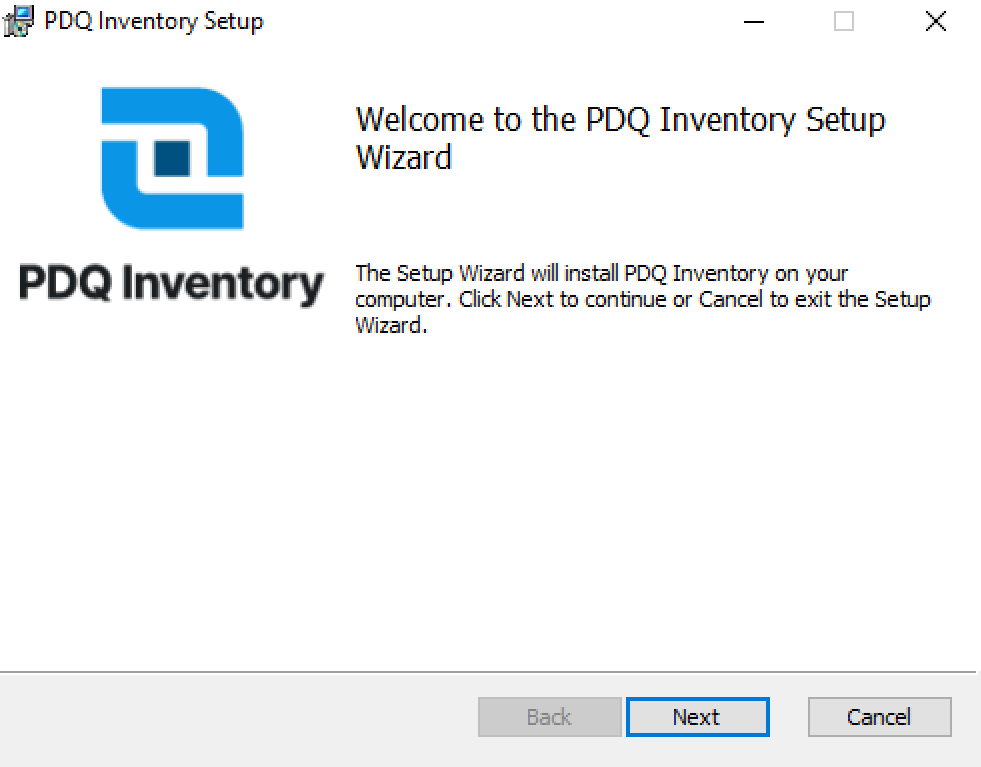 PDQ Inventory Setup
Welcome to the PDQ Inventory Setup
Wizard
PDQ Inventory
The Setup Wizard will install PDQ Inventory on your
computer. Click Next to continue or Cancel to exit the Setup
Wizard.
Back
Next
Cancel